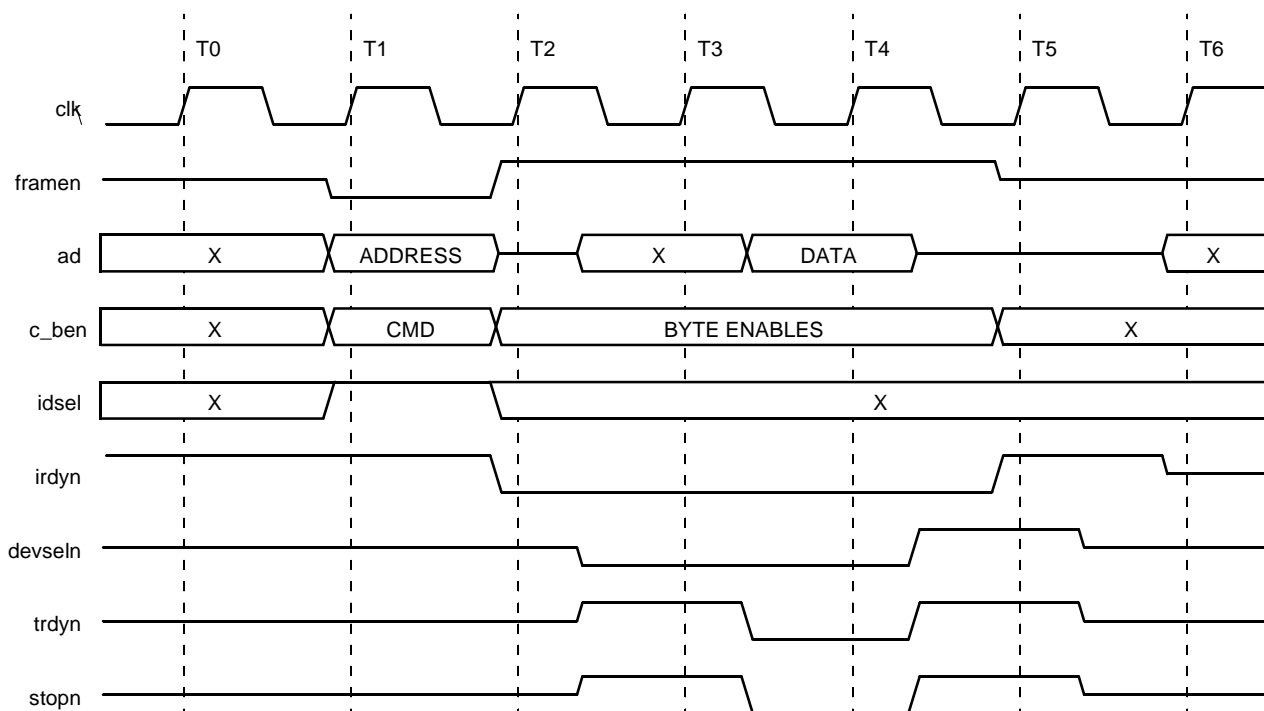 T0 T1 T2 T3 T4 T5 T6
clk
framen
ad X ADDRESS X DATA X
c_ben X CMD BYTE ENABLES X
idsel X X
irdyn
devseln
trdyn
stopn